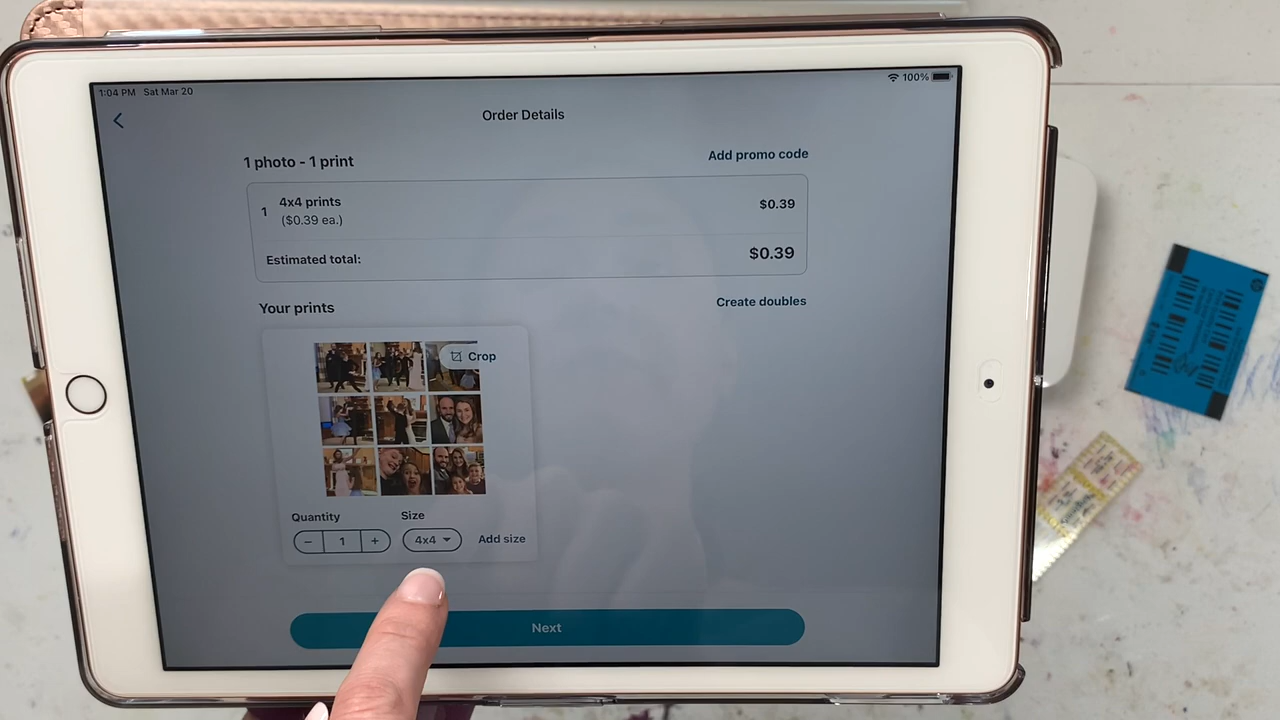 1:04 PM Sat Mar 20
100%
Order Details
1 photo - 1 print
Add promo code
1 4x4 prints $0.39
($0.39 ea.)
Estimated total: $0.39
Your prints
Create doubles
Crop
Quantity Size
− 1 + 4x4 Add size
Next